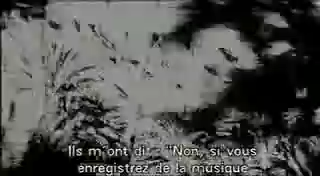 Ils m'ont dit : "Non, si vous
enregistrez de la musique